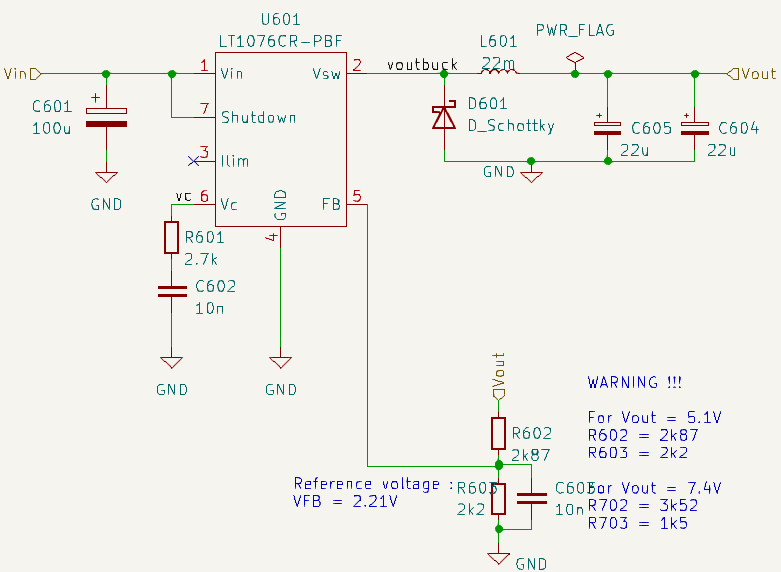 U601
LT1076CR-PBF
PWR_FLAG
L601
22m
voutbuck
Vin
1
Vin
Vsw
2
Vout
C601
100u
7
Shutdown
D601
D_Schottky
C605
22u
C604
22u
3
Ilim
GND
GND
vc
6
Vc
GND
FB
5
4
R601
2.7k
C602
10n
GND
GND
Vout
WARNING !!!
For Vout = 5.1V
R602 = 2k87
R603 = 2k2
R602
2k87
Reference voltage :
VFB = 2.21V
R603
2k2
C603
10n
For Vout = 7.4V
R702 = 3k52
R703 = 1k5
GND